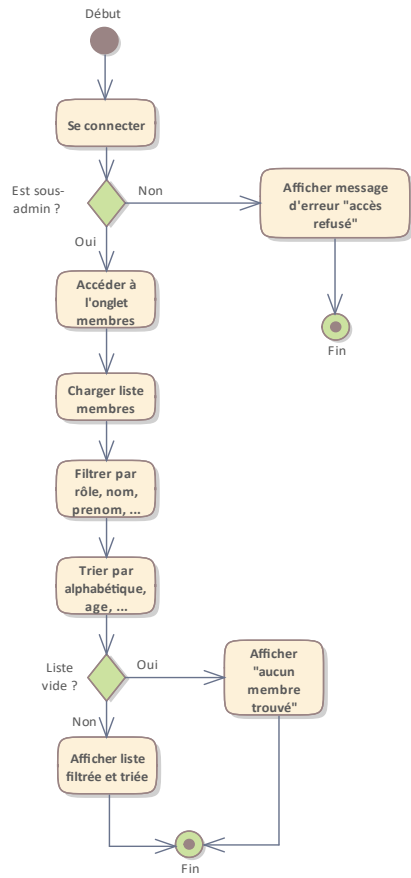 Début
Se connecter
Est sous-
admin ?
Non
Afficher message
d'erreur "accès
refusé"
Oui
Fin
Accéder à
l'onglet
membres
Charger liste
membres
Filtrer par
rôle, nom,
prenom, ...
Trier par
alphabétique,
age, ...
Liste
vide ?
Oui
Afficher
"aucun
membre
trouvé"
Non
Afficher liste
filtrée et triée
Fin